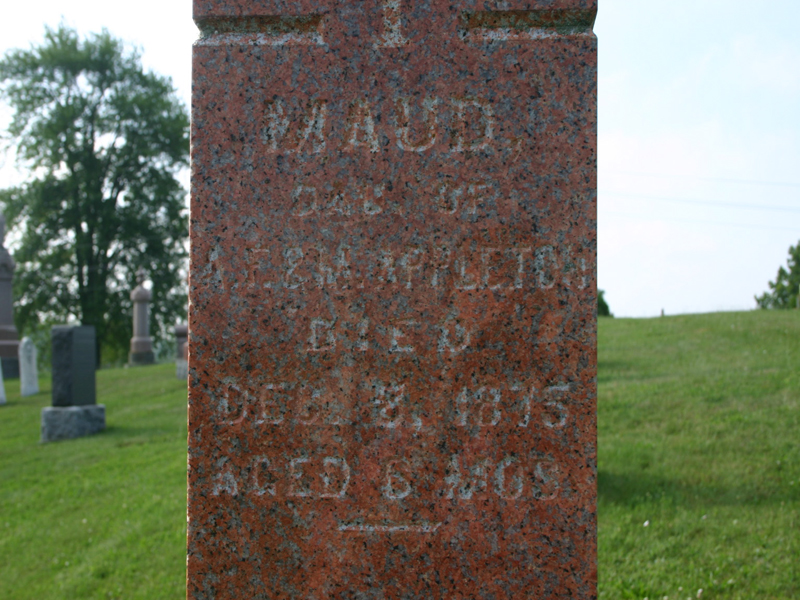 MAUD,
DAU. OF
A. & M. APPLETON
DIED
DEC. 1875
AGED 6 MOS.